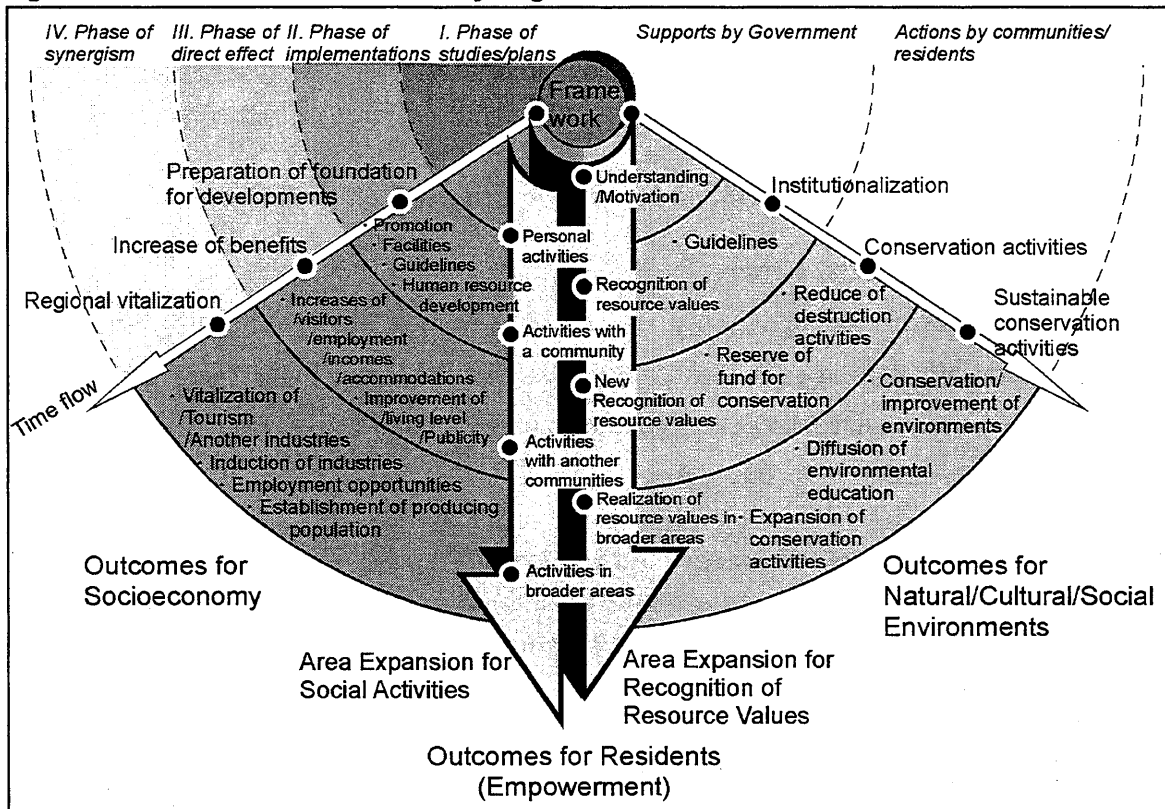 IV. Phase of
synergism
III. Phase of
direct effect
II. Phase of
implementations
I. Phase of
studies/plans
Supports by Government
Actions by communities/
residents
Frame
work
Preparation of foundation
for developments
Increase of benefits
Regional vitalization
Time flow
· Promotion
· Facilities
· Guidelines
· Human resource
development
· Increases of
/visitors
/employment
/incomes
/accommodations
· Improvement of
/living level
/Publicity
· Vitalization of
/Tourism
/Another industries
· Induction of industries
· Employment opportunities
· Establishment of producing
population
Outcomes for
Socioeconomy
Personal
activities
Activities with
a community
Activities
with another
communities
Activities in
broader areas
Understanding
/Motivation
Recognition of
resource values
New
Recognition of
resource values
Realization of
resource values in
broader areas
Institutionalization
Conservation activities
Sustainable
conservation
activities
· Guidelines
· Reduce of
destruction
activities
· Reserve of
fund for
conservation
· Conservation/
improvement of
environments
· Diffusion of
environmental
education
· Expansion of
conservation
activities
Outcomes for
Natural/Cultural/Social
Environments
Area Expansion for
Social Activities
Area Expansion for
Recognition of
Resource Values
Outcomes for Residents
(Empowerment)